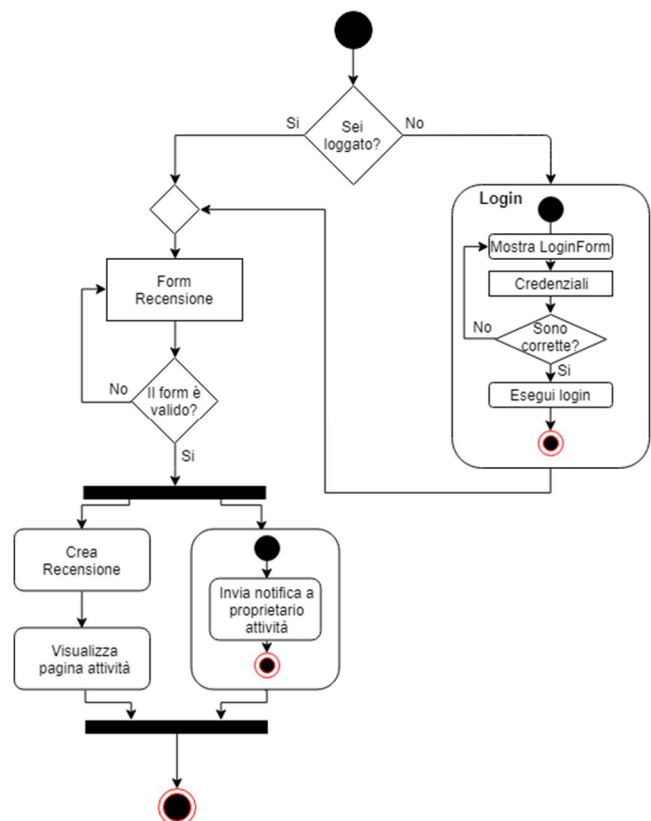 Sei
loggato?
Si
No
Login
Mostra LoginForm
Credenziali
Sono
corrette?
No
Si
Esegui login
Form
Recensione
Il form è
valido?
No
Si
Crea
Recensione
Visualizza
pagina attività
Invia notifica a
proprietario
attività